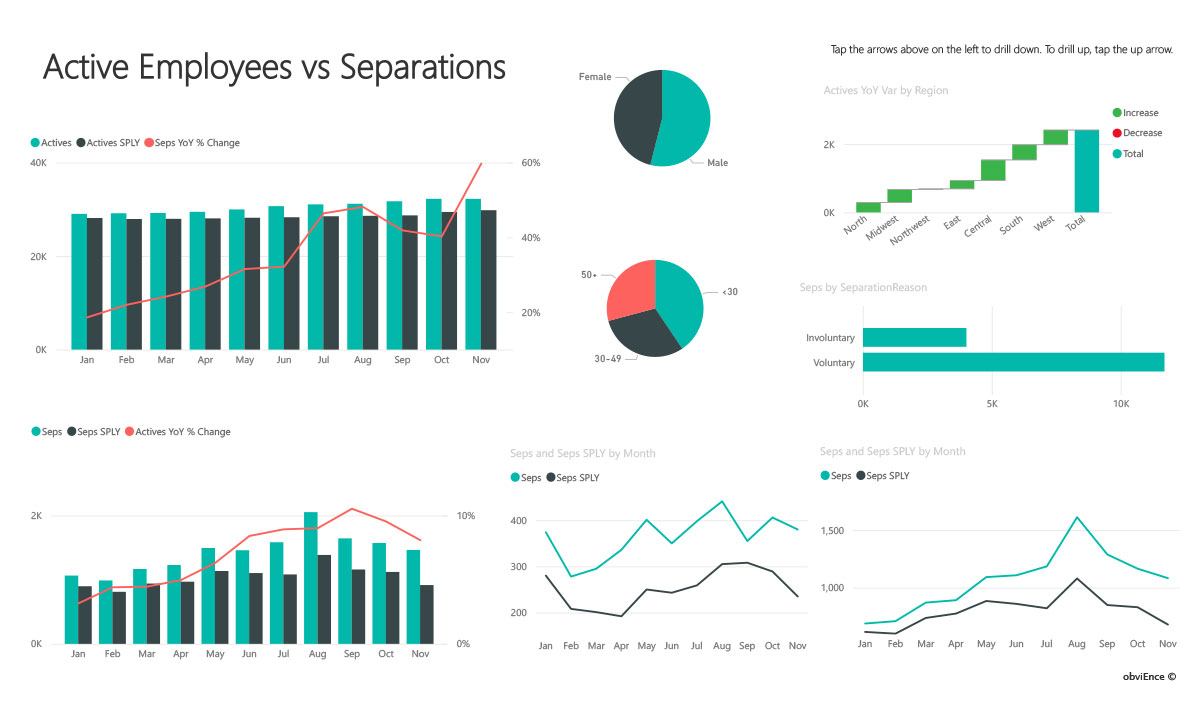 Active Employees vs Separations
Tap the arrows above on the left to drill down. To drill up, tap the up arrow.
Actives Actives SPLY Seps YoY % Change
40K
20K
0K
60%
40%
20%
Jan Feb Mar Apr May Jun Jul Aug Sep Oct Nov
Female
Male
50+
<30
30-49
Actives YoY Var by Region
Increase
Decrease
Total
2K
0K
North Midwest Northwest East Central South West Total
Seps by SeparationReason
Involuntary
Voluntary
0K 5K 10K
Seps Seps SPLY Actives YoY % Change
2K
0K
10%
0%
Jan Feb Mar Apr May Jun Jul Aug Sep Oct Nov
Seps and Seps SPLY by Month
Seps Seps SPLY
400
300
200
Jan Feb Mar Apr May Jun Jul Aug Sep Oct Nov
Seps and Seps SPLY by Month
Seps Seps SPLY
1,500
1,000
Jan Feb Mar Apr May Jun Jul Aug Sep Oct Nov
obviEnce ©